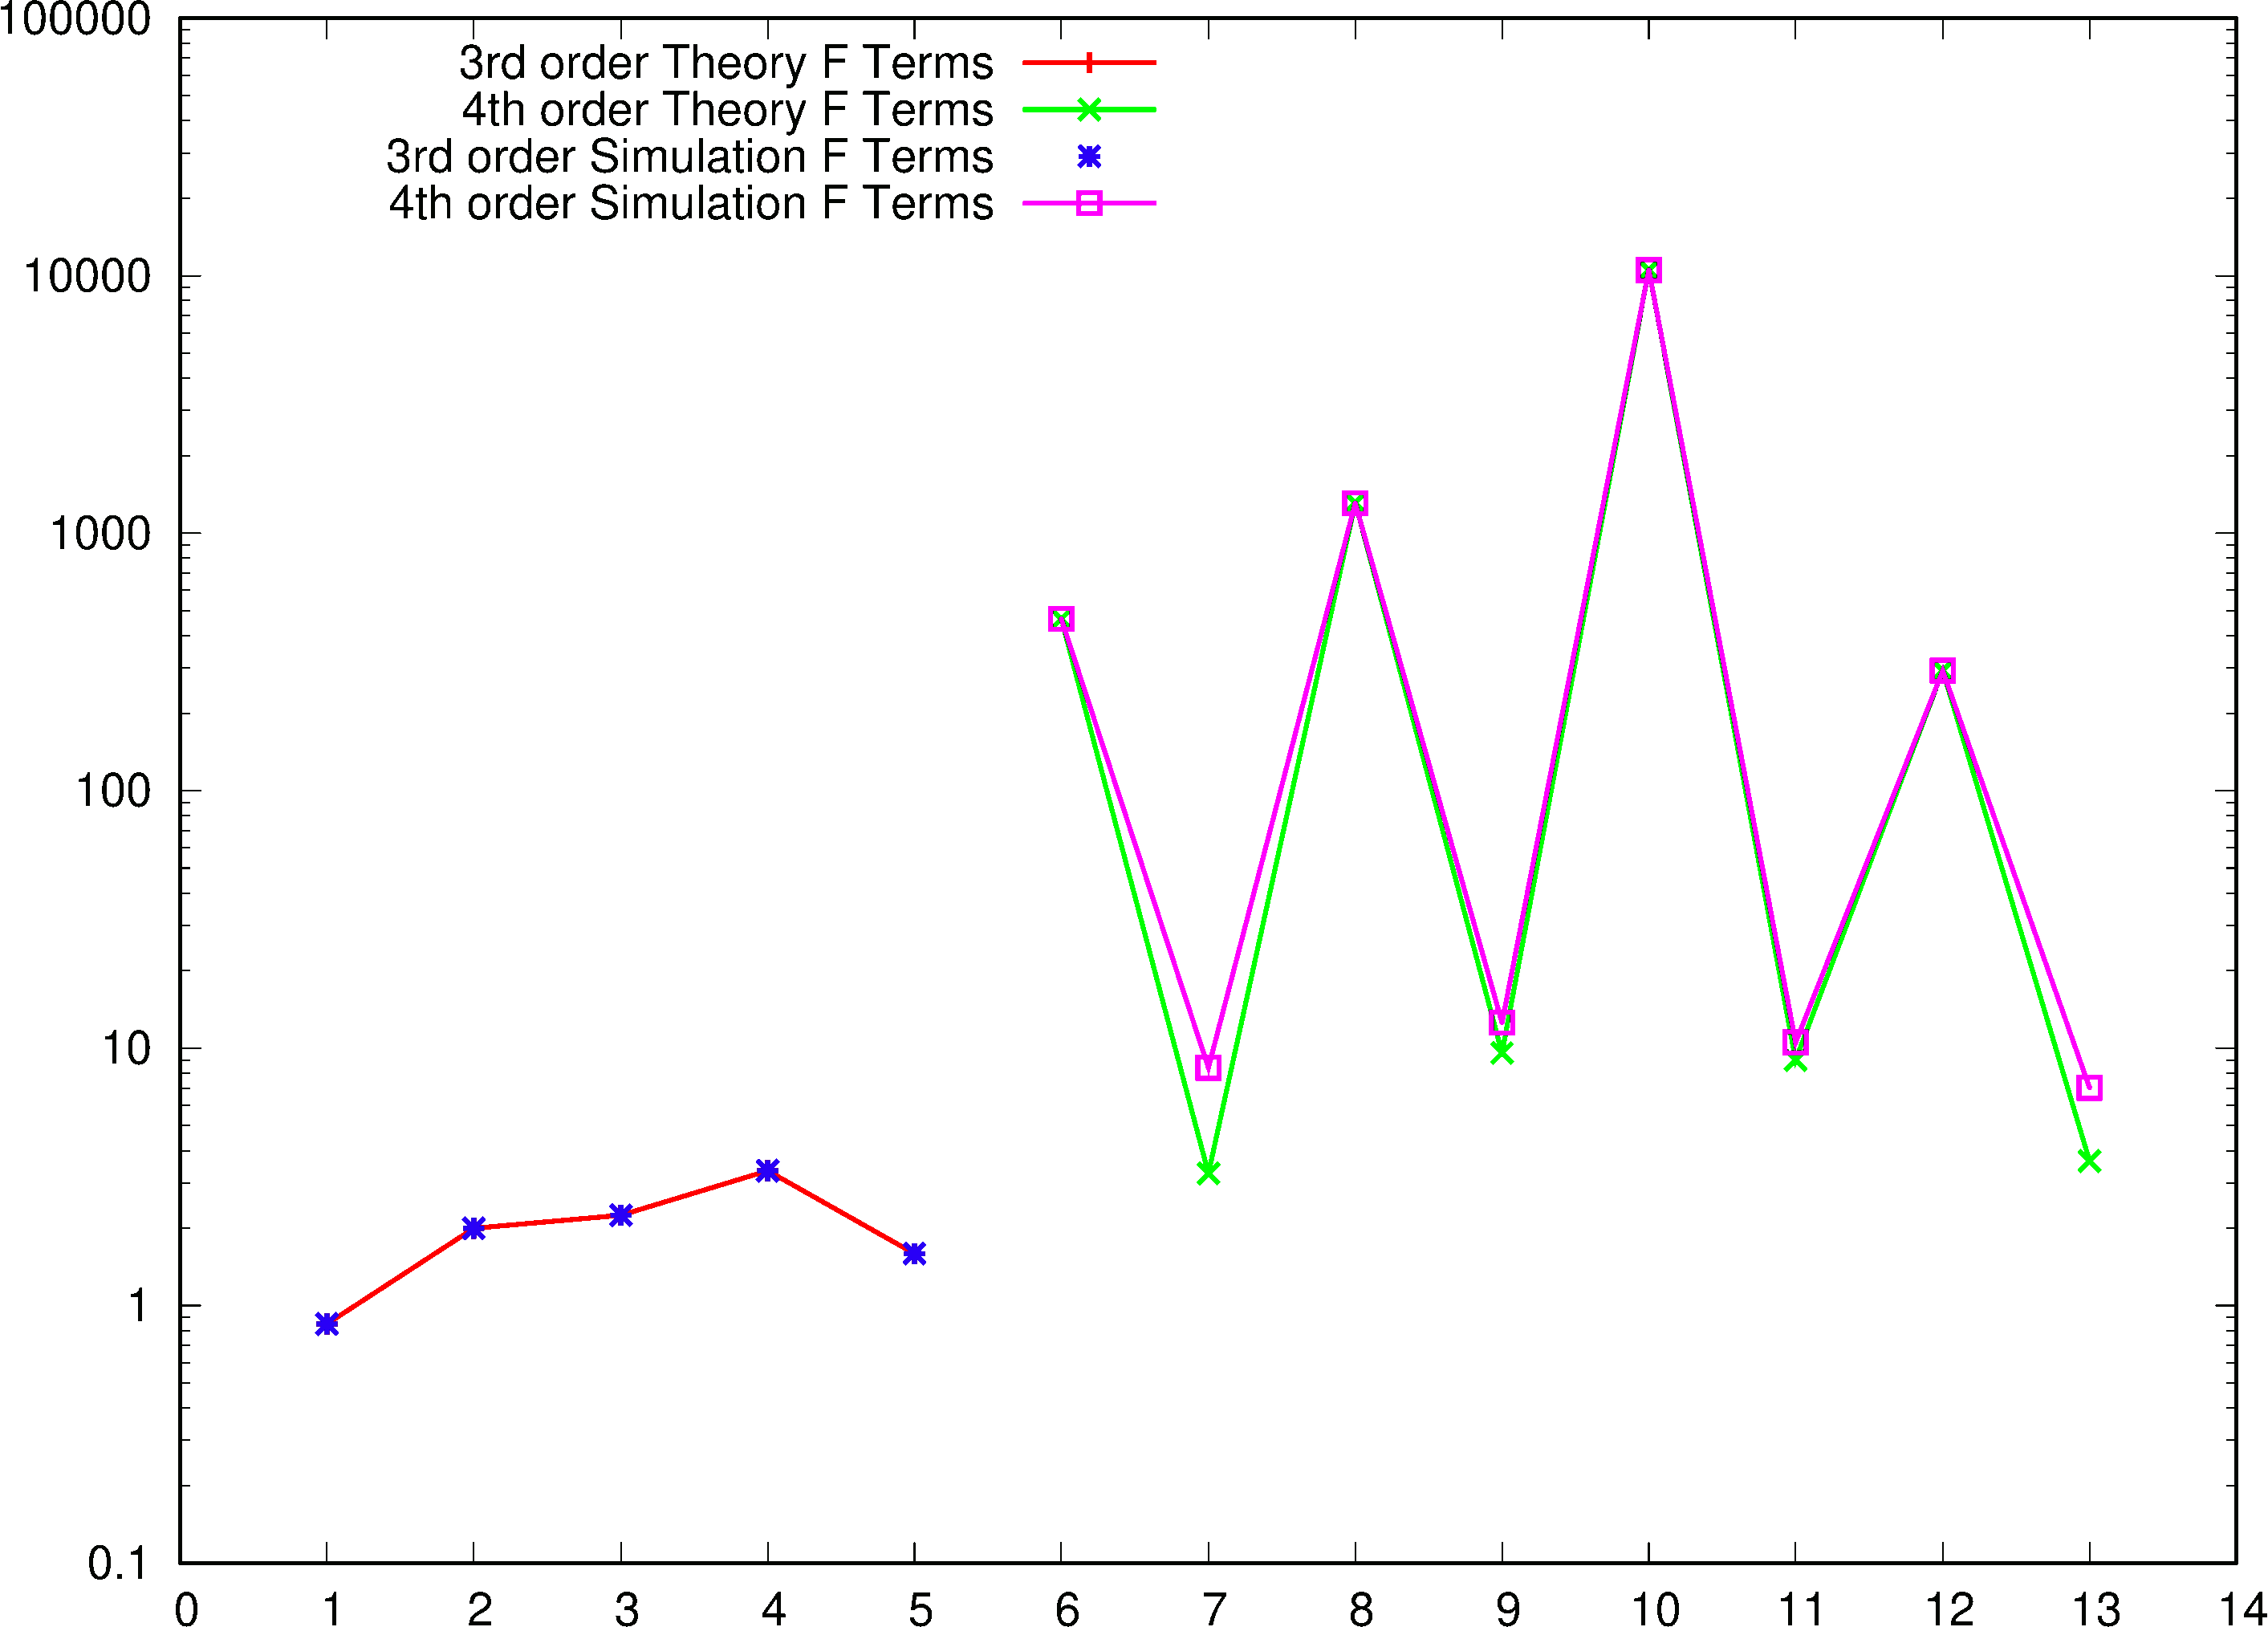 100000
3rd order Theory F Terms
4th order Theory F Terms
3rd order Simulation F Terms
4th order Simulation F Terms
10000
1000
100
10
1
0.1
0 1 2 3 4 5 6 7 8 9 10 11 12 13 14